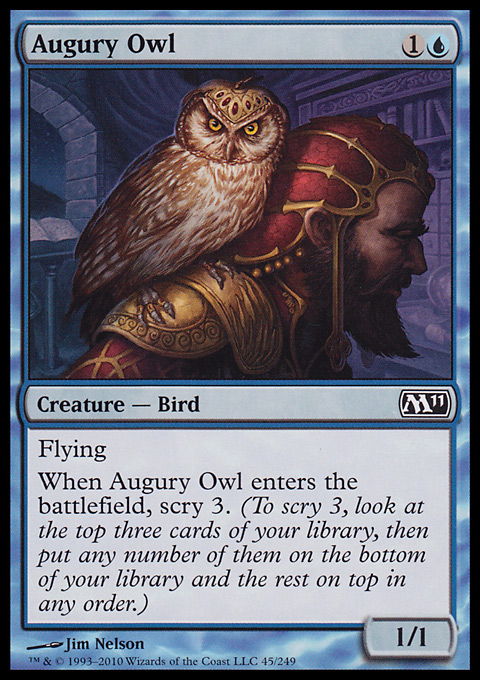 Augury Owl 1
Creature — Bird M11
Flying
When Augury Owl enters the
battlefield, scry 3. (To scry 3, look at
the top three cards of your library, then
put any number of them on the bottom
of your library and the rest on top in
any order.)
Jim Nelson
1/1
™ & © 1993–2010 Wizards of the Coast LLC 45/249